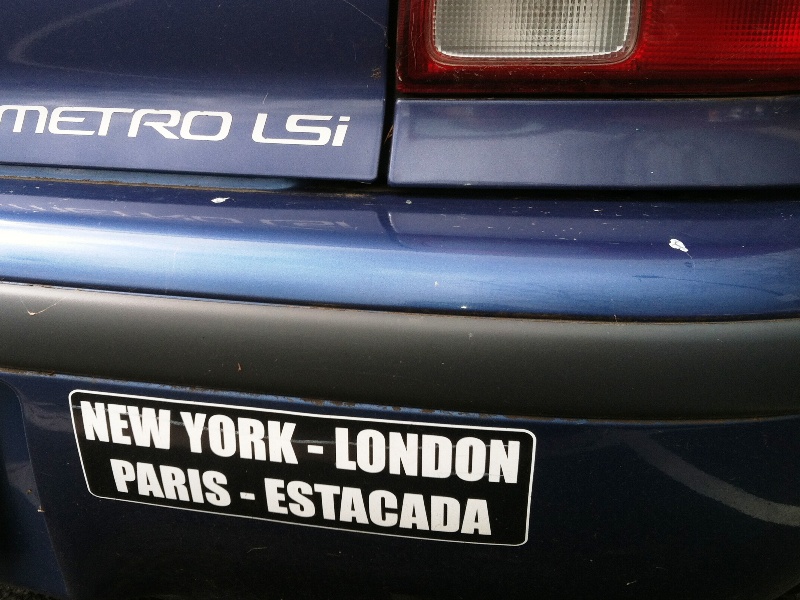 METRO LSi
NEW YORK - LONDON
PARIS - ESTACADA